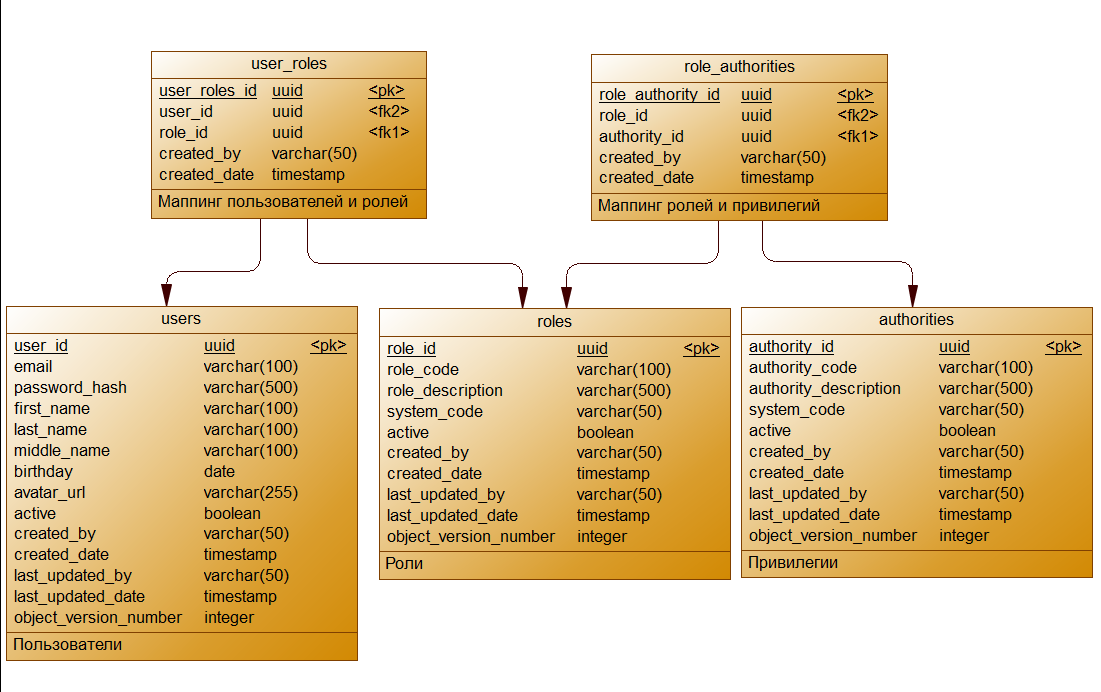 user_roles
user_roles_id uuid <pk>
user_id uuid <fk2>
role_id uuid <fk1>
created_by varchar(50)
created_date timestamp
Маппинг пользователей и ролей
role_authorities
role_authority_id uuid <pk>
role_id uuid <fk2>
authority_id uuid <fk1>
created_by varchar(50)
created_date timestamp
Маппинг ролей и привилегий
users
user_id uuid <pk>
email varchar(100)
password_hash varchar(500)
first_name varchar(100)
last_name varchar(100)
middle_name varchar(100)
birthday date
avatar_url varchar(255)
active boolean
created_by varchar(50)
created_date timestamp
last_updated_by varchar(50)
last_updated_date timestamp
object_version_number integer
Пользователи
roles
role_id uuid <pk>
role_code varchar(100)
role_description varchar(500)
system_code varchar(50)
active boolean
created_by varchar(50)
created_date timestamp
last_updated_by varchar(50)
last_updated_date timestamp
object_version_number integer
Роли
authorities
authority_id uuid <pk>
authority_code varchar(100)
authority_description varchar(500)
system_code varchar(50)
active boolean
created_by varchar(50)
created_date timestamp
last_updated_by varchar(50)
last_updated_date timestamp
object_version_number integer
Привилегии